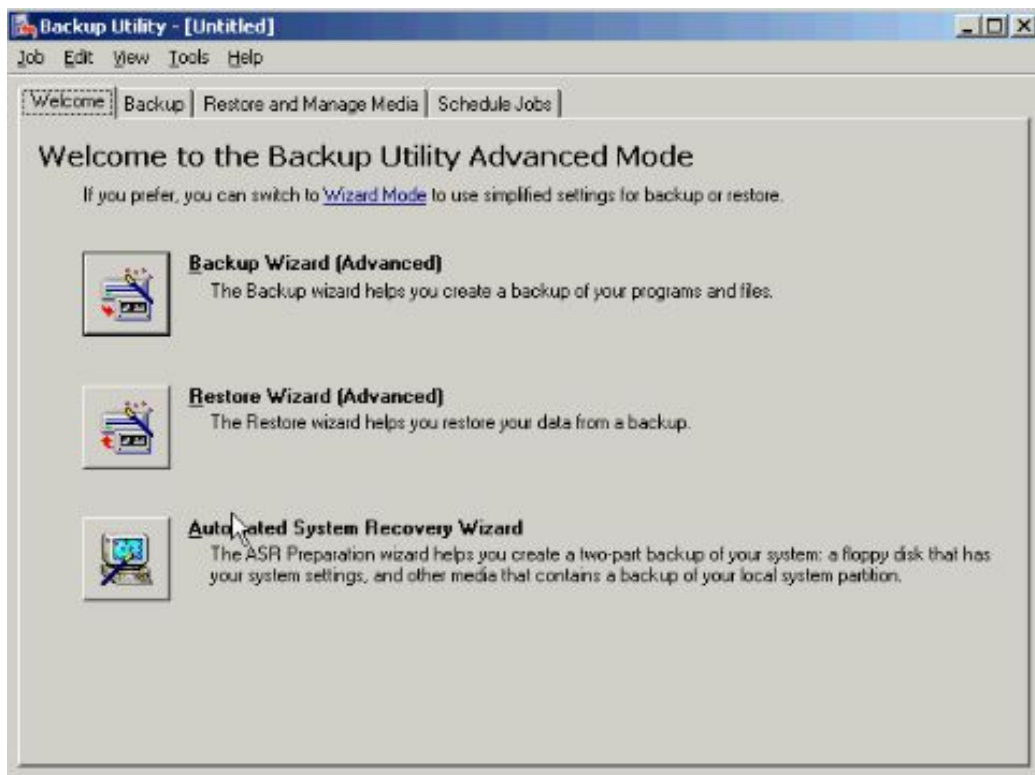 Backup Utility - [Untitled]
Job Edit View Tools Help
Welcome Backup Restore and Manage Media Schedule Jobs
Welcome to the Backup Utility Advanced Mode
If you prefer, you can switch to Wizard Mode to use simplified settings for backup or restore.
Backup Wizard (Advanced)
The Backup wizard helps you create a backup of your programs and files.
Restore Wizard (Advanced)
The Restore wizard helps you restore your data from a backup.
Automated System Recovery Wizard
The ASR Preparation wizard helps you create a two-part backup of your system: a floppy disk that has
your system settings, and other media that contains a backup of your local system partition.